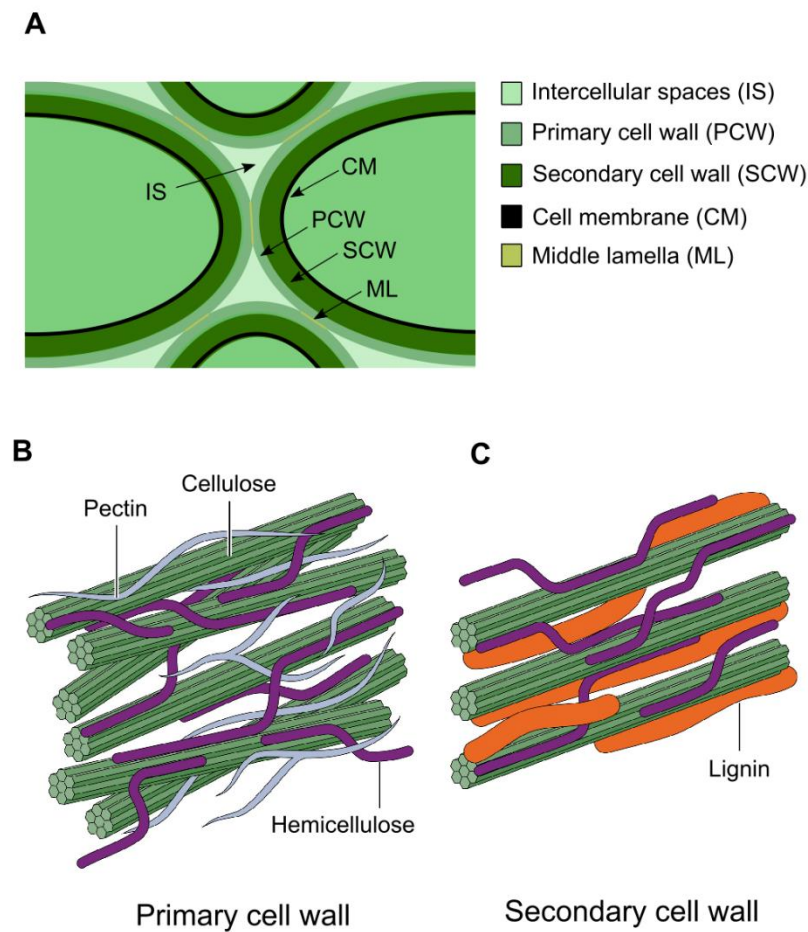 A
Intercellular spaces (IS)
Primary cell wall (PCW)
Secondary cell wall (SCW)
Cell membrane (CM)
Middle lamella (ML)
IS
CM
PCW
SCW
ML
B
Pectin
Cellulose
Hemicellulose
Primary cell wall
C
Lignin
Secondary cell wall